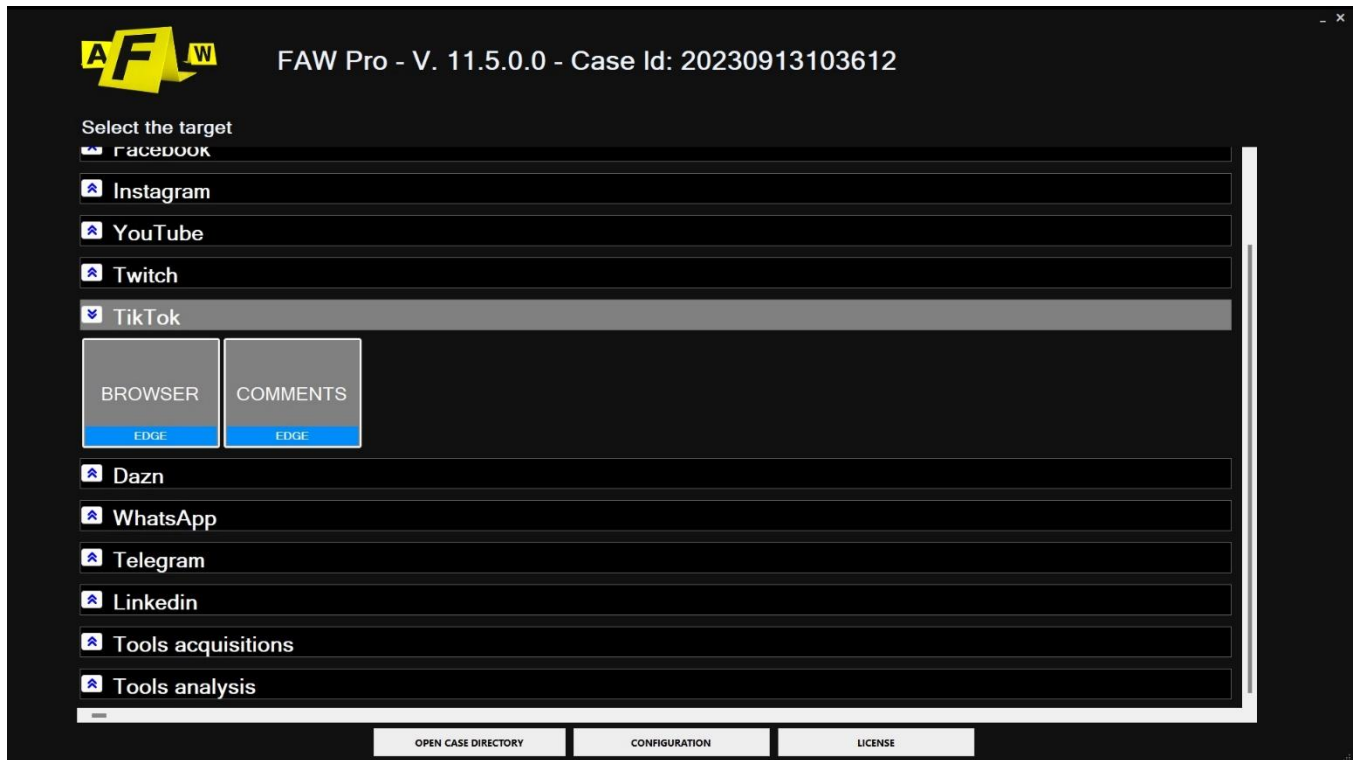 A F W
FAW Pro - V. 11.5.0.0 - Case Id: 20230913103612
Select the target
Facebook
Instagram
YouTube
Twitch
TikTok
BROWSER COMMENTS
EDGE EDGE
Dazn
WhatsApp
Telegram
Linkedin
Tools acquisitions
Tools analysis
OPEN CASE DIRECTORY CONFIGURATION LICENSE